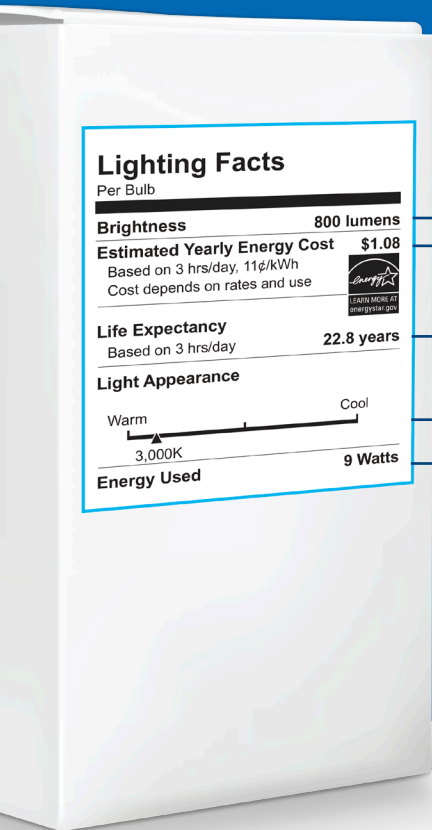 Lighting Facts
Per Bulb
Brightness 800 lumens
Estimated Yearly Energy Cost $1.08
Based on 3 hrs/day, 11¢/kWh
Cost depends on rates and use
energy
LEARN MORE AT
energystar.gov
Life Expectancy
Based on 3 hrs/day 22.8 years
Light Appearance
Warm Cool
3,000K
Energy Used 9 Watts